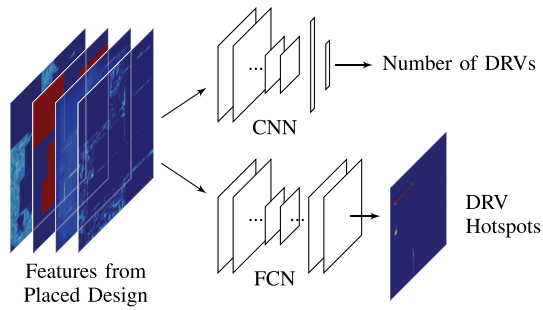 Number of DRVs
CNN
DRV
Hotspots
FCN
Features from
Placed Design